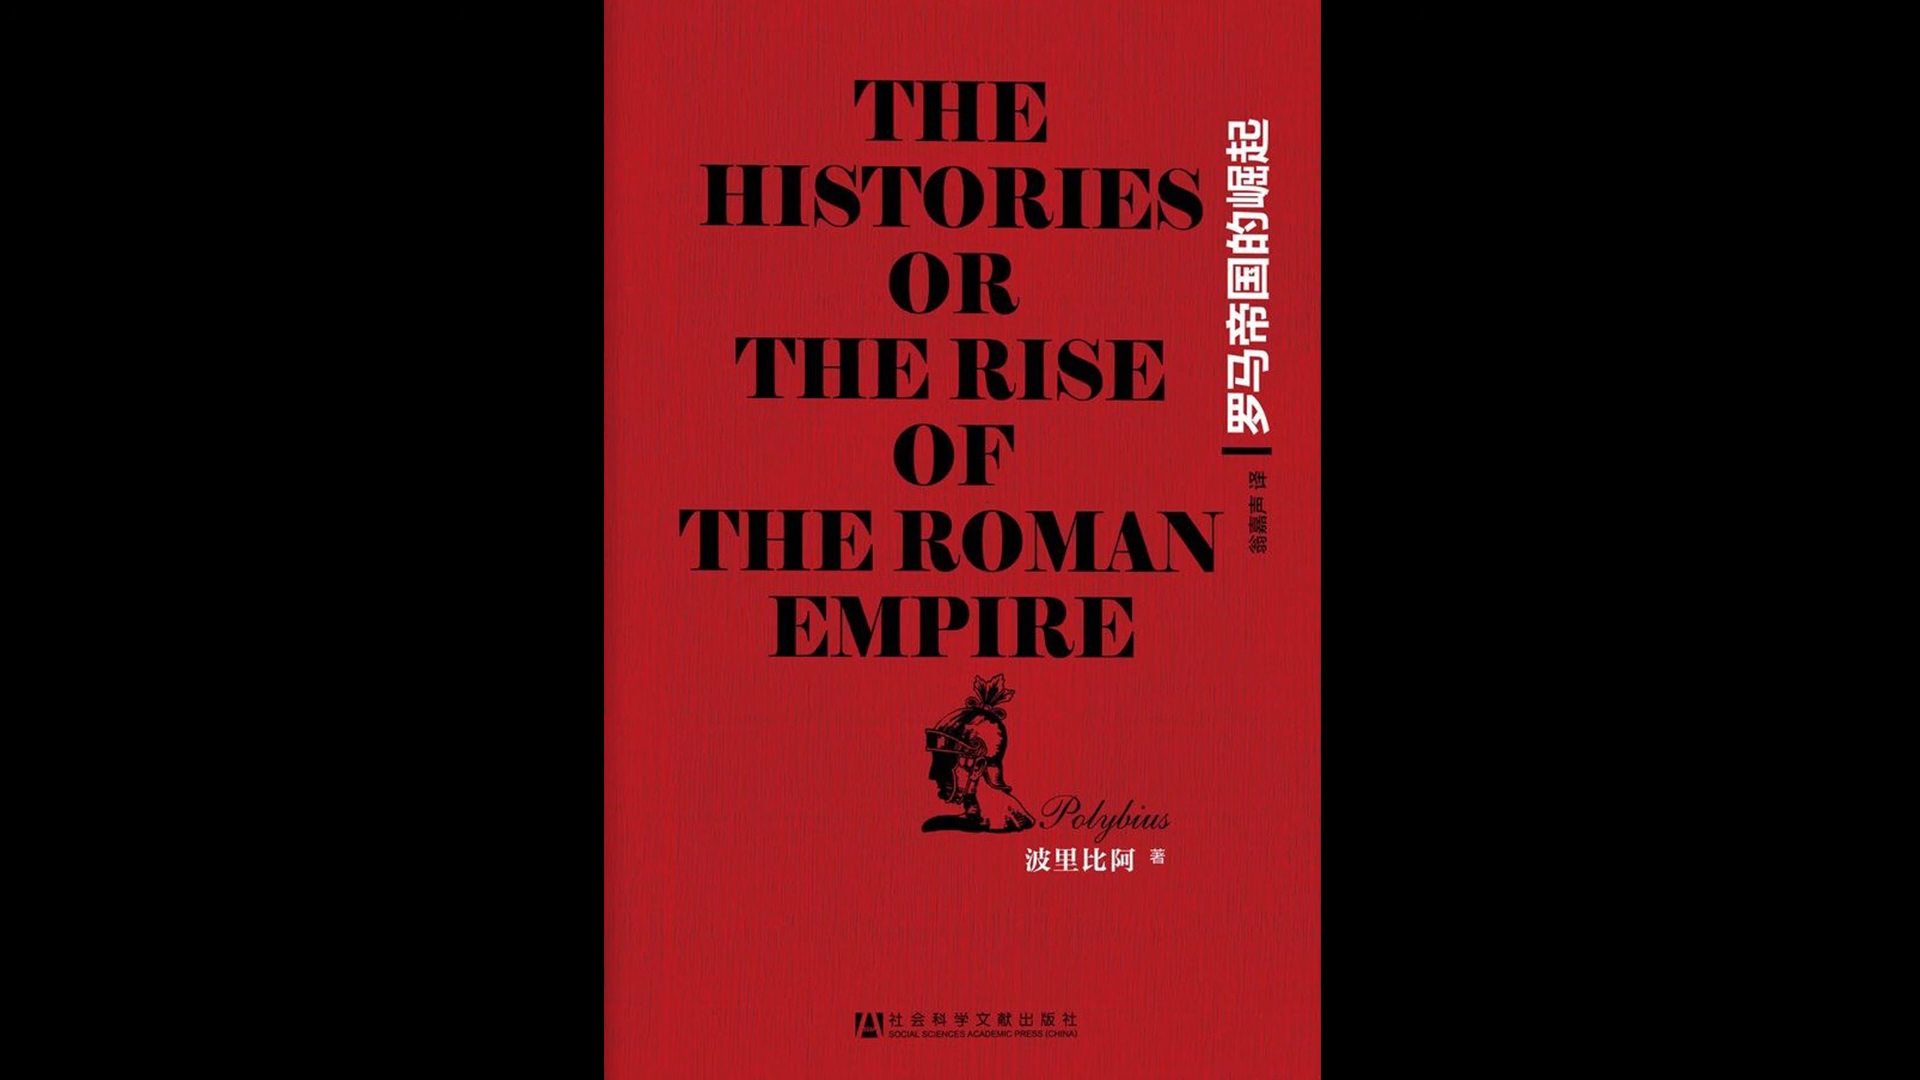 THE
HISTORIES
OR
THE RISE
OF
THE ROMAN
EMPIRE
罗马帝国的崛起
翁嘉声 译
Polybius
波里比阿 著
社会科学文献出版社
SOCIAL SCIENCES ACADEMIC PRESS (CHINA)